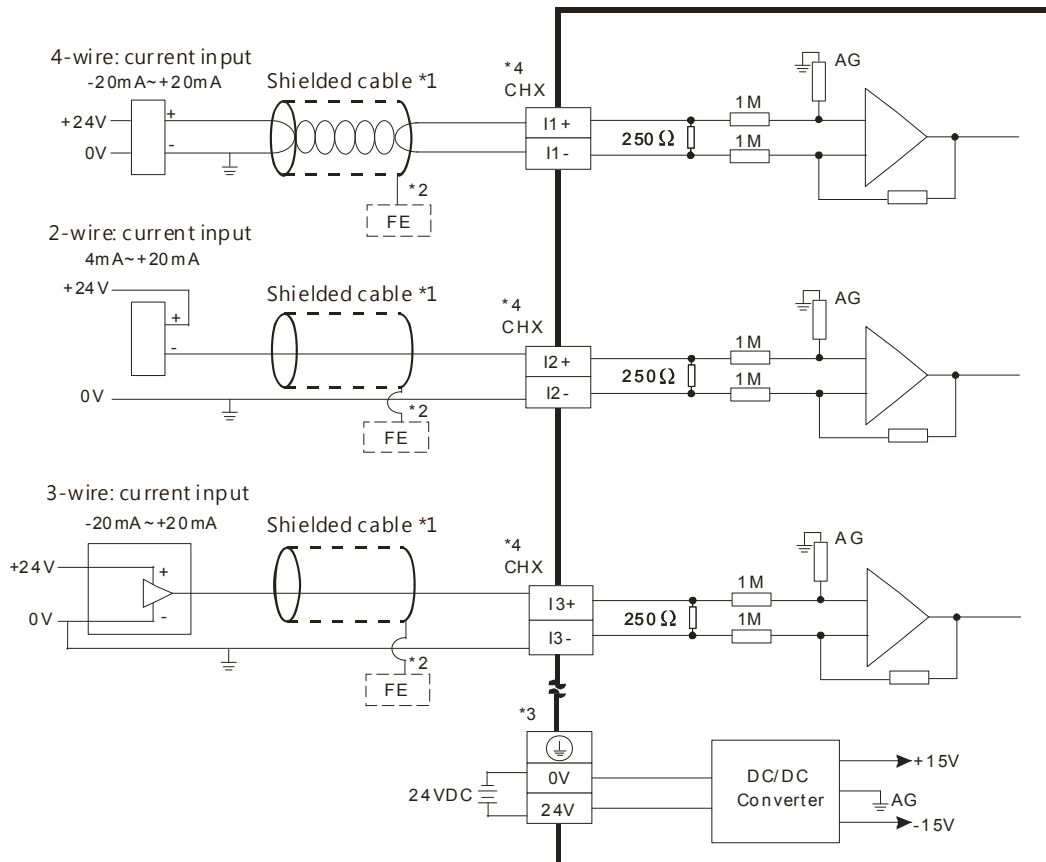 4-wire: current input
-20mA~+20mA
Shielded cable *1
*4
CHX
AG
+24V
+
0V
-
I1+
I1-
250Ω
1M
1M
*2
FE
2-wire: current input
4mA~+20mA
+24V
Shielded cable *1
*4
CHX
AG
+
-
0V
I2+
I2-
250Ω
1M
1M
*2
FE
3-wire: current input
-20mA~+20mA
Shielded cable *1
*4
CHX
AG
+24V
+
0V
-
I3+
I3-
250Ω
1M
1M
*2
FE
*3
24VDC
0V
24V
DC/DC
Converter
+15V
AG
-15V